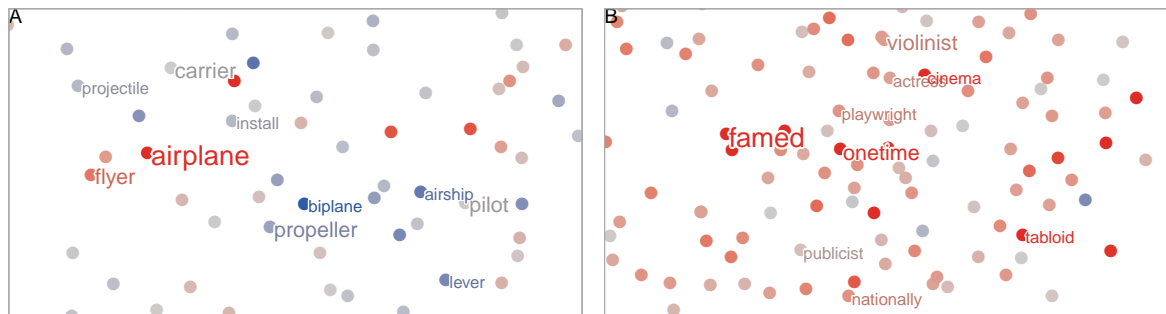 A
carrier
projectile
install
airplane
flyer
biplane
airship
pilot
propeller
lever
B
violinist
actress
cinema
playwright
famed
onetime
tabloid
publicist
nationally